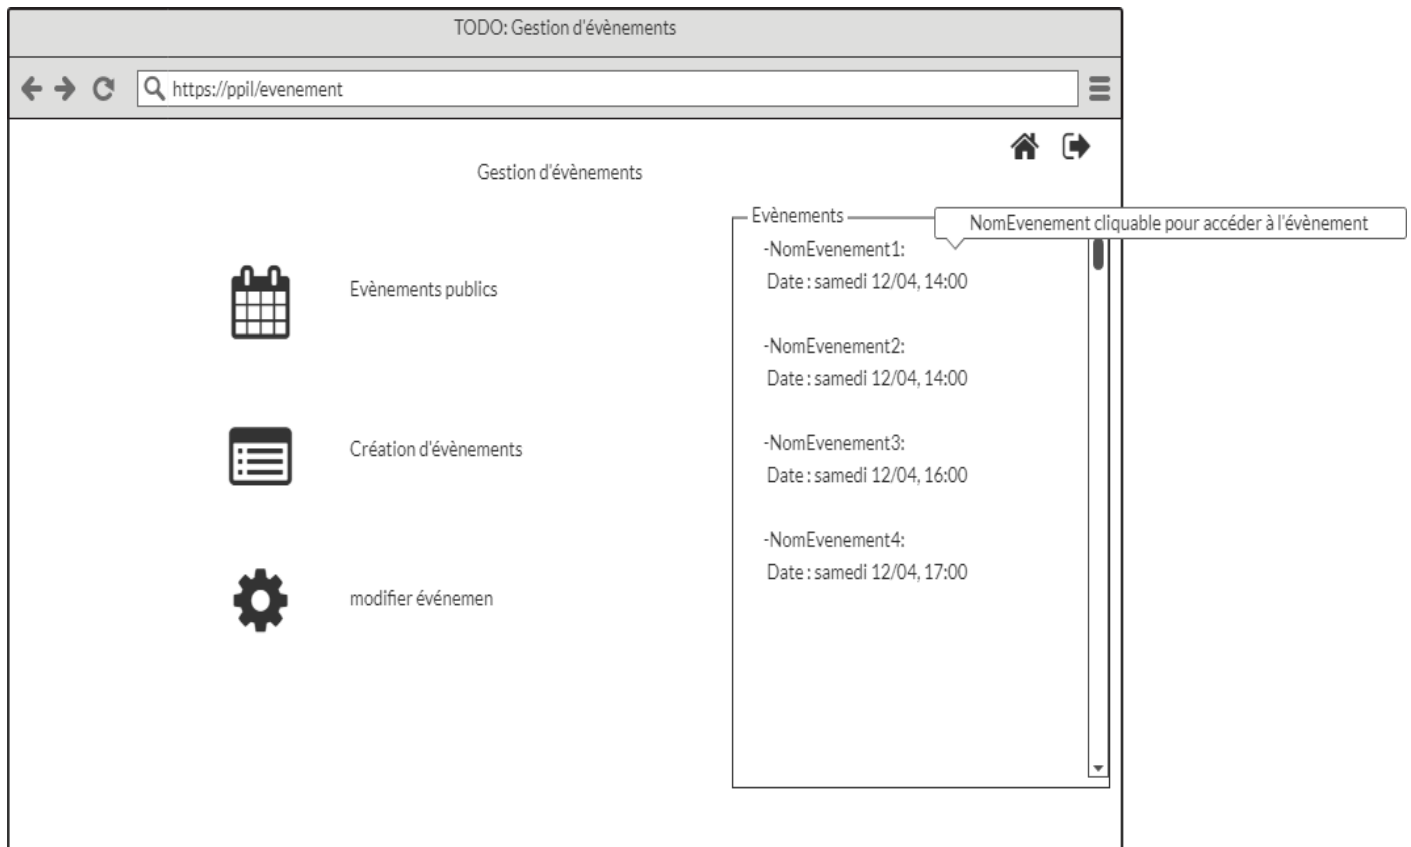 TODO: Gestion d'évènements
https://ppil/evenement
Gestion d'évènements
Evènements publics
Création d'évènements
modifier événemen
Evènements
NomEvenement cliquable pour accéder à l'évènement
-NomEvenement1:
Date : samedi 12/04, 14:00
-NomEvenement2:
Date : samedi 12/04, 14:00
-NomEvenement3:
Date : samedi 12/04, 16:00
-NomEvenement4:
Date : samedi 12/04, 17:00